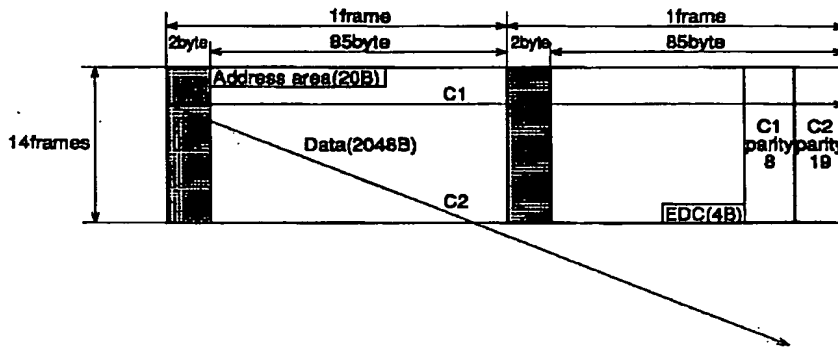 1frame 1frame
2byte 85byte 2byte 85byte
Address area(20B)
C1
14frames Data(2048B) C1 parity 8 C2 parity 19
C2
EDC(4B)